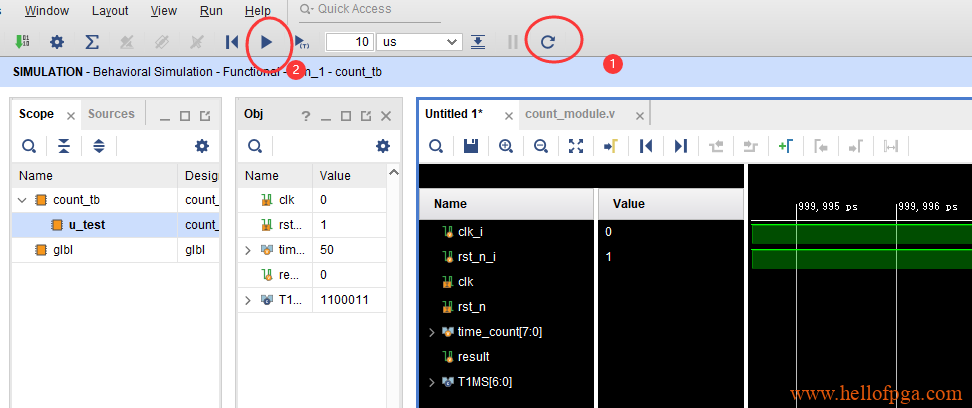 Window Layout View Run Help Quick Access
10 us
1
2
SIMULATION - Behavioral Simulation - Functional - _1 - count_tb
Scope Sources
Obj
Untitled 1* count_module.v
Name Design
count_tb count_
u_test count_
glbl glbl
Name Value
clk 0
rst... 1
tim... 50
re... 0
T1... 1100011
Name Value
clk_i 0
rst_n_i 1
clk
rst_n
time_count[7:0]
result
T1MS[6:0]
999,995 ps 999,996 ps
www.hellofpga.com